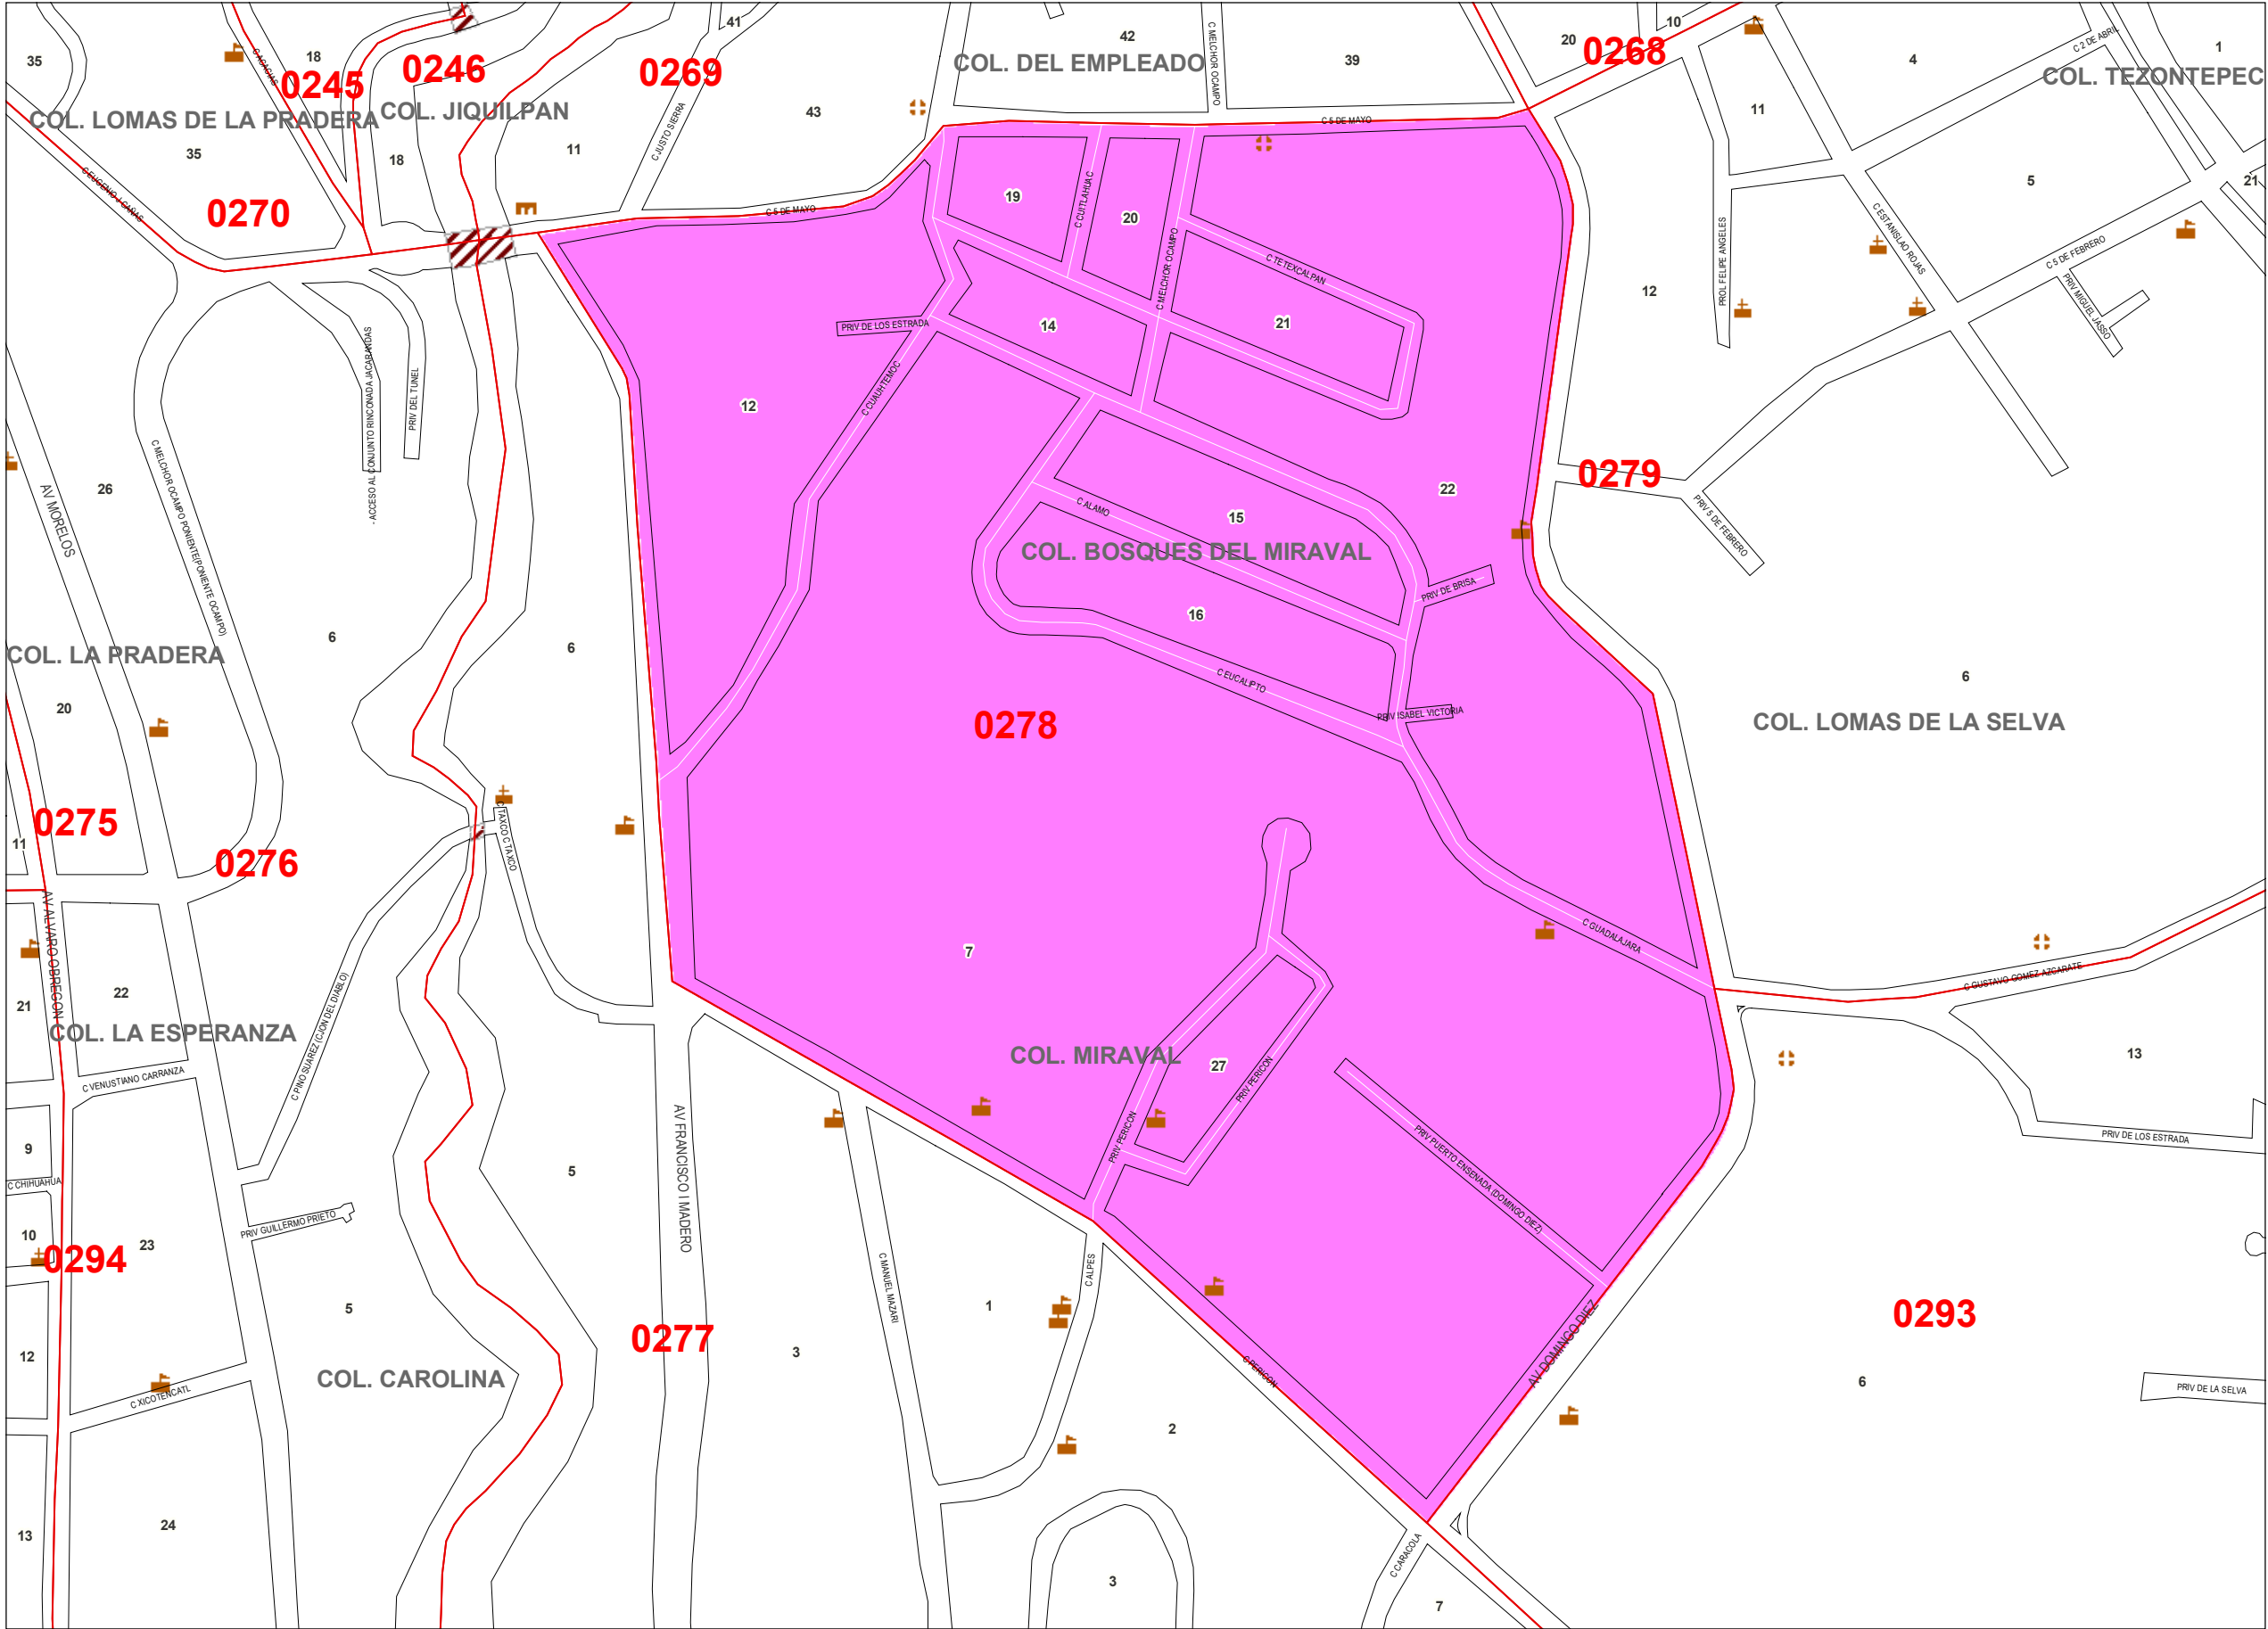 41
10
42
C 2 DE ABRIL
1
35
18
0246
0269
C MELCHOR OCAMPO
39
20
0268
4
COL. DEL EMPLEADO
C ACACIAS
0245
COL. TEZONTEPEC
COL. LOMAS DE LA PRADERA
COL. JIQUILPAN
43
11
C 5 DE MAYO
35
18
11
C JUSTO SIERRA
C EUGENIO J CAÑAS
5
21
0270
C 5 DE MAYO
19
C CUITLAHUAC
20
C ESTANISLAO ROJAS
C 5 DE FEBRERO
PROL FELIPE ANGELES
C MELCHOR OCAMPO
C TETEXCALPAN
12
PRIV MIGUEL JASSO
PRIV DE LOS ESTRADA
14
21
- ACCESO AL CONJUNTO RINCONADA JACARANDAS
PRIV DEL TUNEL
C CUAUHTEMOC
12
0279
26
22
AV MORELOS
C MELCHOR OCAMPO PONIENTE(PONIENTE OCAMPO)
C ALAMO
15
PRIV 5 DE FEBRERO
COL. BOSQUES DEL MIRAVAL
PRIV DE BRISA
16
6
6
COL. LA PRADERA
C EUCALIPTO
6
20
PRIV ISABEL VICTORIA
0278
COL. LOMAS DE LA SELVA
0275
11
0276
C TAXCO C TAXCO
C GUADALAJARA
7
AV ALVARO OBREGON
C GUSTAVO GOMEZ AZCARATE
22
21
C PINO SUAREZ (CJON DEL DIABLO)
COL. LA ESPERANZA
COL. MIRAVAL
13
27
C VENUSTIANO CARRANZA
PRIV PERICON
PRIV PERICON
AV FRANCISCO I MADERO
PRIV PUERTO ENSENADA (DOMINGO DIEZ)
PRIV DE LOS ESTRADA
9
5
C CHIHUAHUA
PRIV GUILLERMO PRIETO
10
23
0294
C ALPES
C MANUEL MAZARI
5
1
0293
0277
12
3
C PERICON
AV DOMINGO DIEZ
COL. CAROLINA
6
PRIV DE LA SELVA
C XICOTENCATL
2
13
24
C CARACOLA
3
7